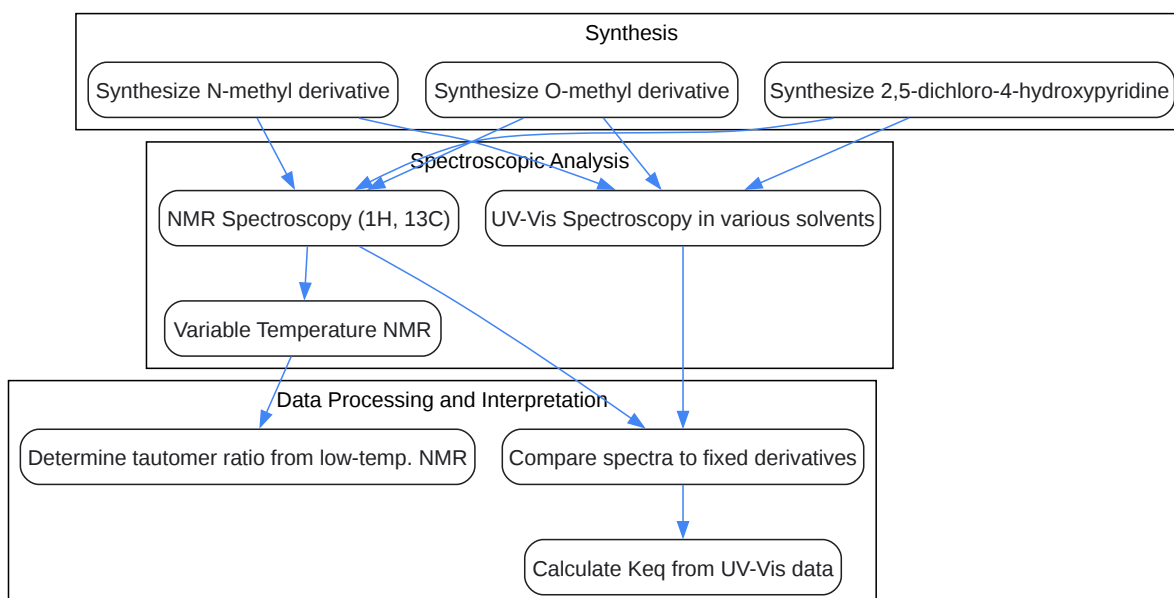 Synthesis
Synthesize N-methyl derivative
Synthesize O-methyl derivative
Synthesize 2,5-dichloro-4-hydroxypyridine
Spectroscopic Analysis
NMR Spectroscopy (1H, 13C)
UV-Vis Spectroscopy in various solvents
Variable Temperature NMR
Data Processing and Interpretation
Determine tautomer ratio from low-temp. NMR
Compare spectra to fixed derivatives
Calculate Keq from UV-Vis data